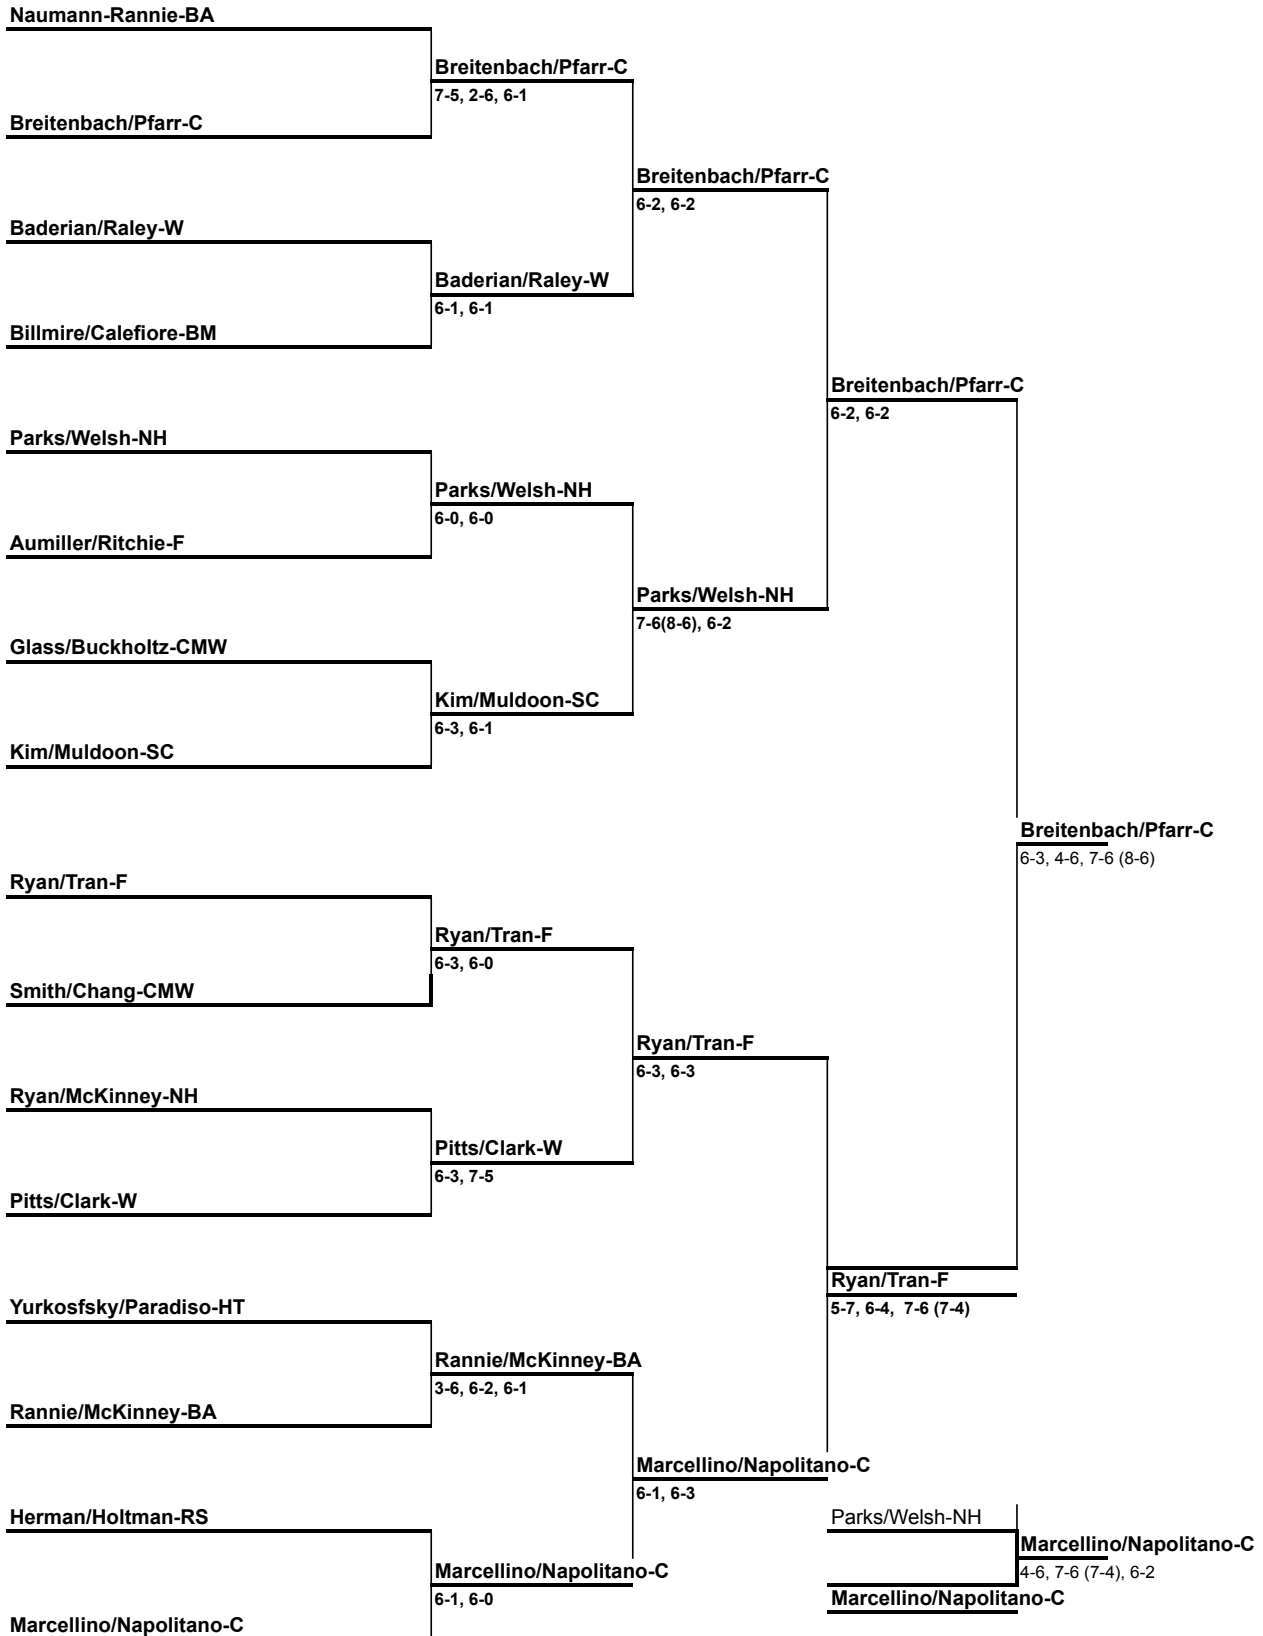 Naumann-Rannie-BA
Breitenbach/Pfarr-C
7-5, 2-6, 6-1
Breitenbach/Pfarr-C
Breitenbach/Pfarr-C
6-2, 6-2
Baderian/Raley-W
Baderian/Raley-W
6-1, 6-1
Billmire/Calefiore-BM
Breitenbach/Pfarr-C
6-2, 6-2
Parks/Welsh-NH
Parks/Welsh-NH
6-0, 6-0
Aumiller/Ritchie-F
Parks/Welsh-NH
7-6(8-6), 6-2
Glass/Buckholtz-CMW
Kim/Muldoon-SC
6-3, 6-1
Kim/Muldoon-SC
Breitenbach/Pfarr-C
6-3, 4-6, 7-6 (8-6)
Ryan/Tran-F
Ryan/Tran-F
6-3, 6-0
Smith/Chang-CMW
Ryan/Tran-F
6-3, 6-3
Ryan/McKinney-NH
Pitts/Clark-W
6-3, 7-5
Pitts/Clark-W
Ryan/Tran-F
5-7, 6-4, 7-6 (7-4)
Yurkosfsky/Paradiso-HT
Rannie/McKinney-BA
3-6, 6-2, 6-1
Rannie/McKinney-BA
Marcellino/Napolitano-C
6-1, 6-3
Herman/Holtman-RS
Parks/Welsh-NH
Marcellino/Napolitano-C
4-6, 7-6 (7-4), 6-2
Marcellino/Napolitano-C
6-1, 6-0
Marcellino/Napolitano-C
Marcellino/Napolitano-C